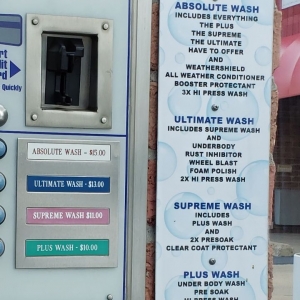 Quickly
ABSOLUTE WASH - $15.00
ULTIMATE WASH - $13.00
SUPREME WASH $11.00
PLUS WASH - $10.00
ABSOLUTE WASH
INCLUDES EVERYTHING
THE PLUS
THE SUPREME
THE ULTIMATE
HAVE TO OFFER
AND
WEATHERSHIELD
ALL WEATHER CONDITIONER
BOOSTER PROTECTANT
3X HI PRESS WASH
ULTIMATE WASH
INCLUDES SUPREME WASH
AND
UNDERBODY
RUST INHIBITOR
WHEEL BLAST
FOAM POLISH
2X HI PRESS WASH
SUPREME WASH
INCLUDES
PLUS WASH
AND
2X PRESOAK
CLEAR COAT PROTECTANT
PLUS WASH
UNDER BODY WASH
PRE SOAK
HI PRESS WASH